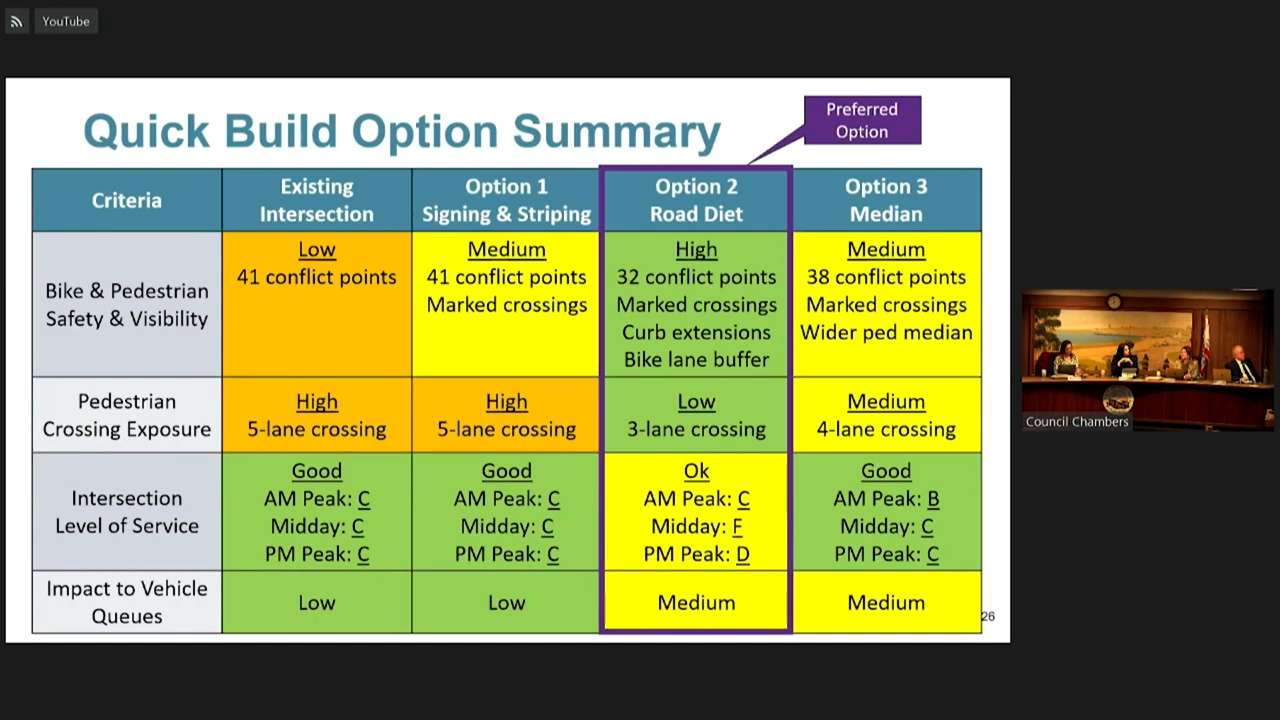 YouTube
Quick Build Option Summary
Preferred
Option
Criteria
Existing
Intersection
Option 1
Signing & Striping
Option 2
Road Diet
Option 3
Median
Bike & Pedestrian
Safety & Visibility
Low
41 conflict points
Medium
41 conflict points
Marked crossings
High
32 conflict points
Marked crossings
Curb extensions
Bike lane buffer
Medium
38 conflict points
Marked crossings
Wider ped median
Pedestrian
Crossing Exposure
High
5-lane crossing
High
5-lane crossing
Low
3-lane crossing
Medium
4-lane crossing
Intersection
Level of Service
Good
AM Peak: C
Midday: C
PM Peak: C
Good
AM Peak: C
Midday: C
PM Peak: C
Ok
AM Peak: C
Midday: F
PM Peak: D
Good
AM Peak: B
Midday: C
PM Peak: C
Impact to Vehicle
Queues
Low
Low
Medium
Medium
26
Council Chambers